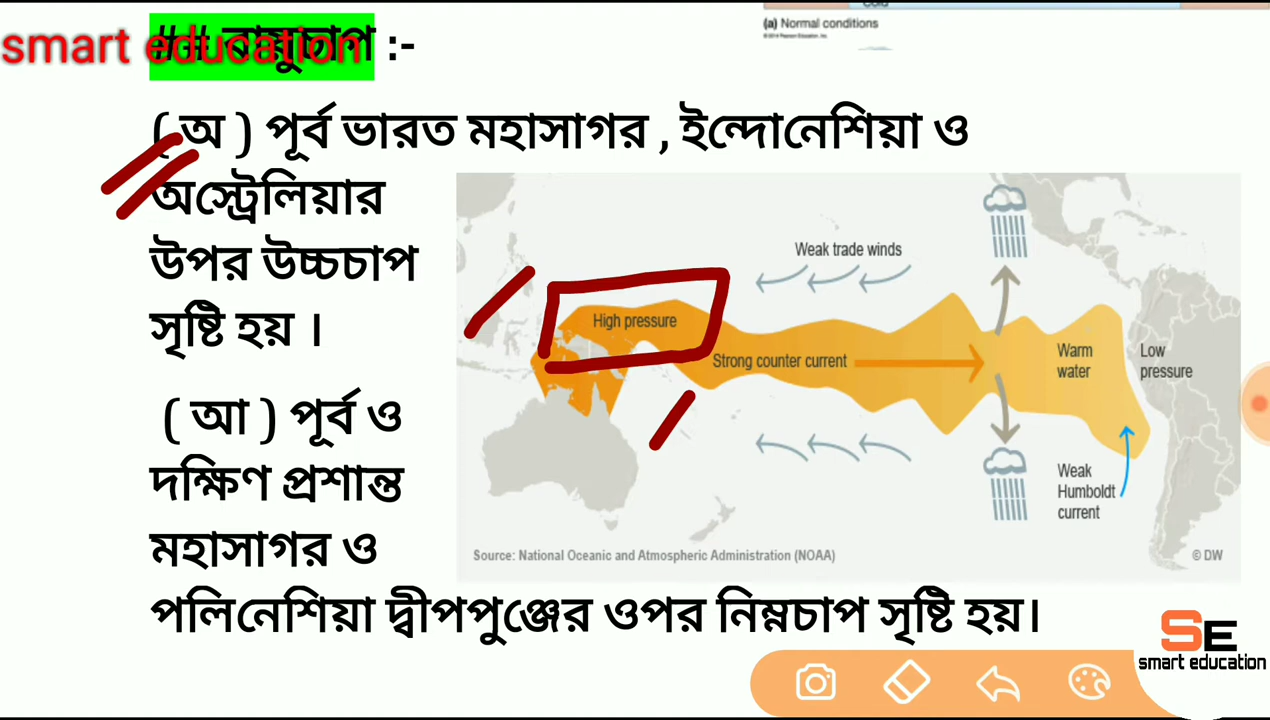 Cold
(a) Normal conditions
smart education
## বায়ুচাপ :-
( অ ) পূর্ব ভারত মহাসাগর , ইন্দোনেশিয়া ও
অস্ট্রেলিয়ার
উপর উচ্চচাপ
সৃষ্টি হয় ।
( আ ) পূর্ব ও
দক্ষিণ প্রশান্ত
মহাসাগর ও
পলিনেশিয়া দ্বীপপুঞ্জের ওপর নিম্নচাপ সৃষ্টি হয়।
Weak trade winds
High pressure
Strong counter current
Warm
water
Low
pressure
Weak
Humboldt
current
Source: National Oceanic and Atmospheric Administration (NOAA)
© DW
SE
smart education